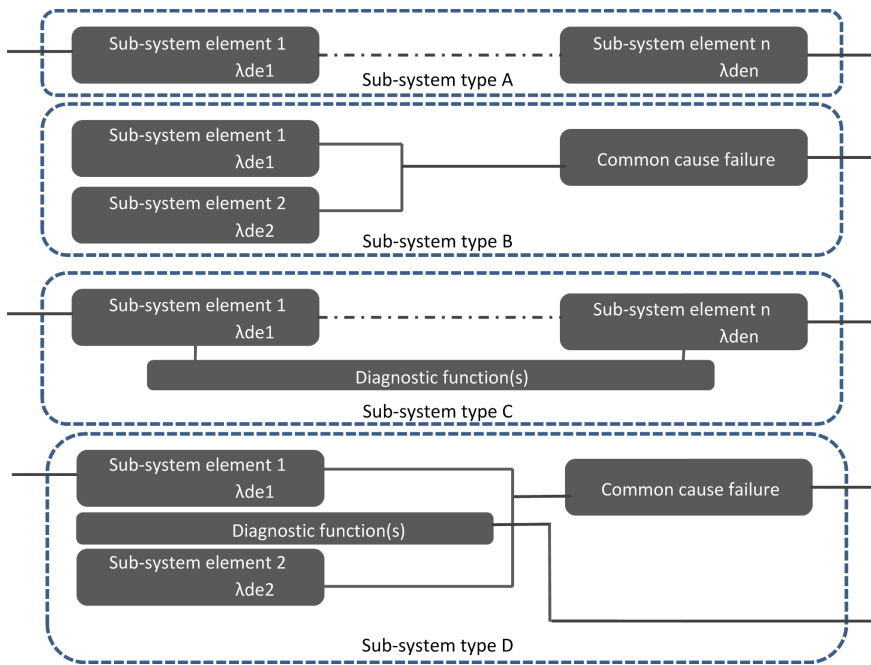 Sub-system element 1
λde1
Sub-system element n
λden
Sub-system type A
Sub-system element 1
λde1
Sub-system element 2
λde2
Common cause failure
Sub-system type B
Sub-system element 1
λde1
Sub-system element n
λden
Diagnostic function(s)
Sub-system type C
Sub-system element 1
λde1
Common cause failure
Diagnostic function(s)
Sub-system element 2
λde2
Sub-system type D